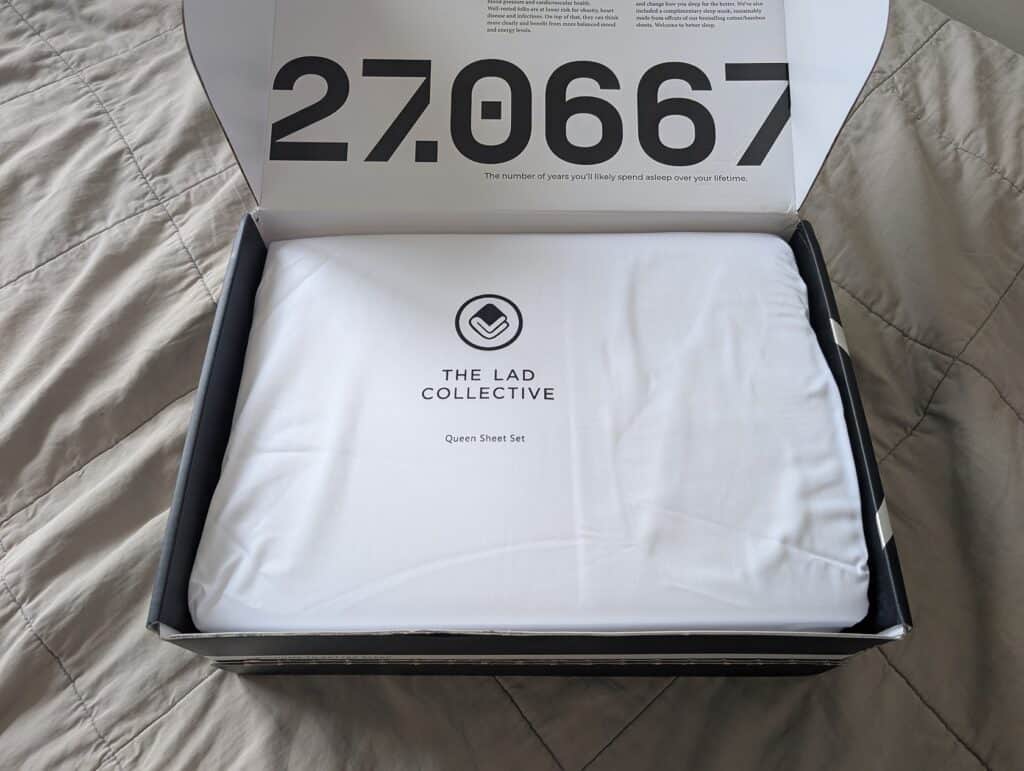 blood pressure and cardiovascular health.
Well-rested folks are at lower risk for obesity, heart
disease and infections. On top of that, they can think
more clearly and benefit from more balanced mood
and energy levels.
and change how you sleep for the better. We've also
included a complimentary sleep mask, sustainably
made from offcuts of our bestselling cotton/bamboo
sheets. Welcome to better sleep.
27.0667
The number of years you'll likely spend asleep over your lifetime.
THE LAD
COLLECTIVE
Queen Sheet Set